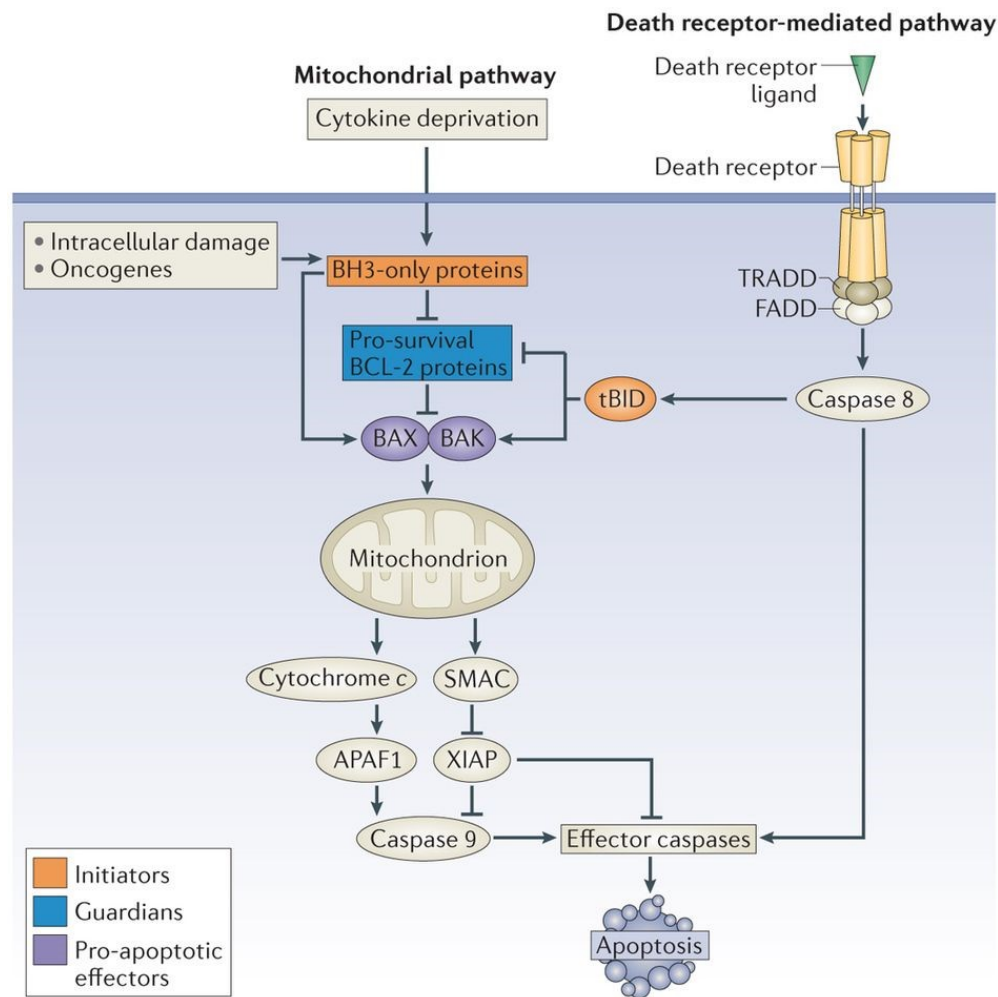 Death receptor-mediated pathway
Death receptor
ligand
Mitochondrial pathway
Cytokine deprivation
Death receptor
• Intracellular damage
• Oncogenes
BH3-only proteins
TRADD
FADD
Pro-survival
BCL-2 proteins
tBID
Caspase 8
BAX
BAK
Mitochondrion
Cytochrome c
SMAC
APAF1
XIAP
Caspase 9
Effector caspases
Initiators
Guardians
Pro-apoptotic
effectors
Apoptosis